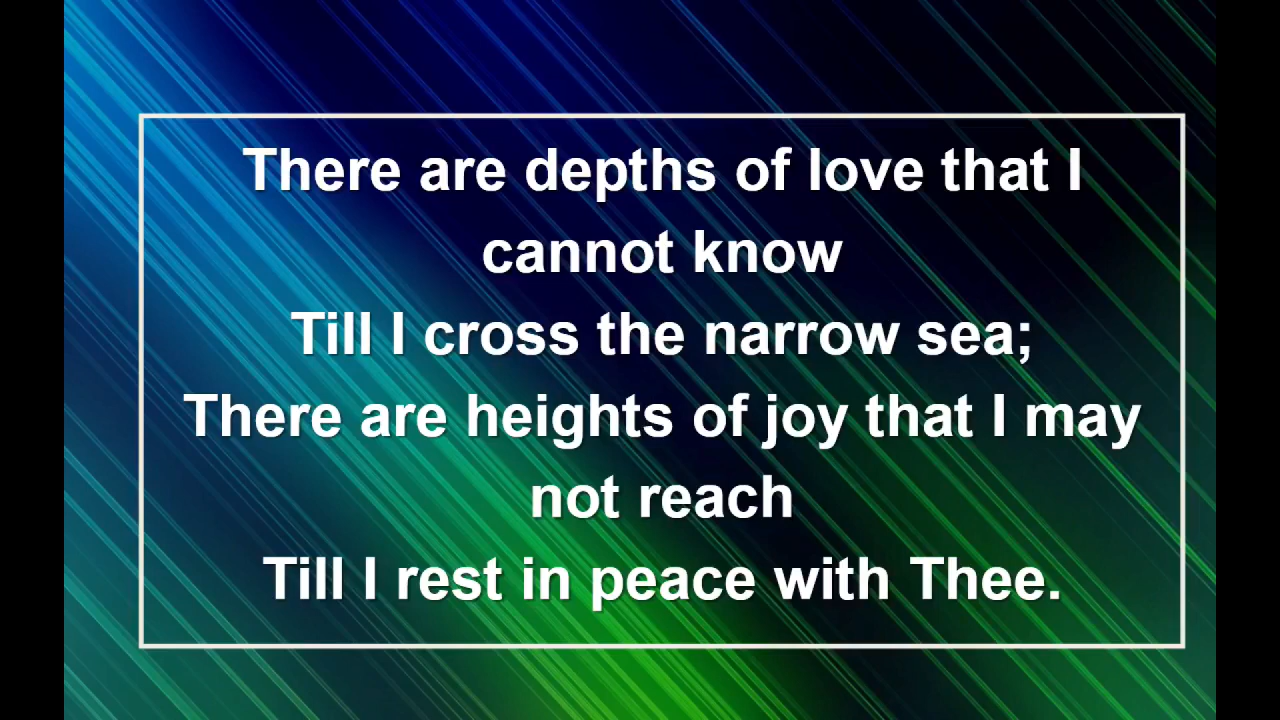 There are depths of love that I
cannot know
Till I cross the narrow sea;
There are heights of joy that I may
not reach
Till I rest in peace with Thee.